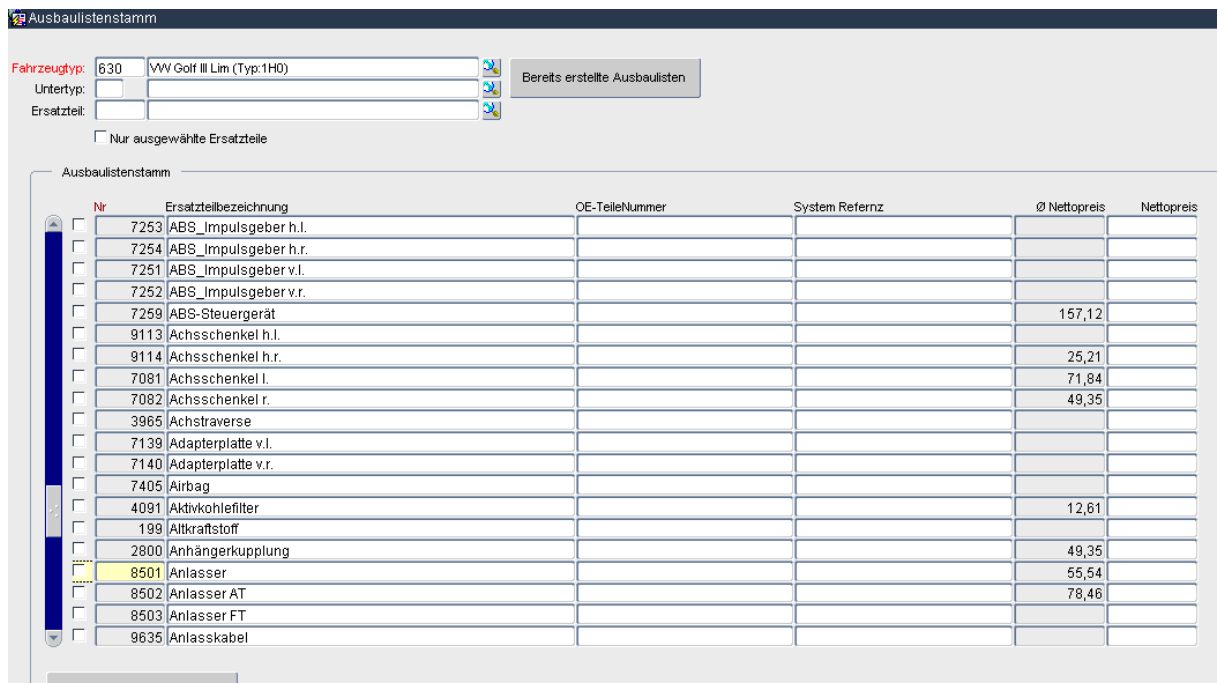 Ausbaulistenstamm
Fahrzeugtyp: 630 VW Golf III Lim (Typ:1H0) Bereits erstellte Ausbaulisten
Untertyp:
Ersatzteil:
Nur ausgewählte Ersatzteile
Ausbaulistenstamm
Nr Ersatzteilbezeichnung OE-TeileNummer System Refernz Ø Nettopreis Nettopreis
7253 ABS_Impulsgeber h.l.
7254 ABS_Impulsgeber h.r.
7251 ABS_Impulsgeber v.l.
7252 ABS_Impulsgeber v.r.
7259 ABS-Steuergerät 157,12
9113 Achsschenkel h.l.
9114 Achsschenkel h.r. 25,21
7081 Achsschenkel l. 71,84
7082 Achsschenkel r. 49,35
3965 Achstraverse
7139 Adapterplatte v.l.
7140 Adapterplatte v.r.
7405 Airbag
4091 Aktivkohlefilter 12,61
199 Altkraftstoff
2800 Anhängerkupplung 49,35
8501 Anlasser 55,54
8502 Anlasser AT 78,46
8503 Anlasser FT
9635 Anlasskabel